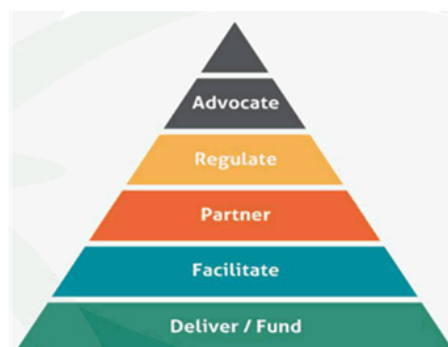 Advocate
Regulate
Partner
Facilitate
Deliver / Fund